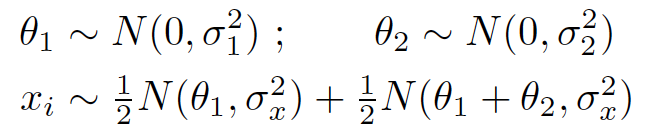 θ₁ ∼ N(0, σ₁²) ; θ₂ ∼ N(0, σ₂²)
xᵢ ∼ ½N(θ₁, σₓ²) + ½N(θ₁ + θ₂, σₓ²)